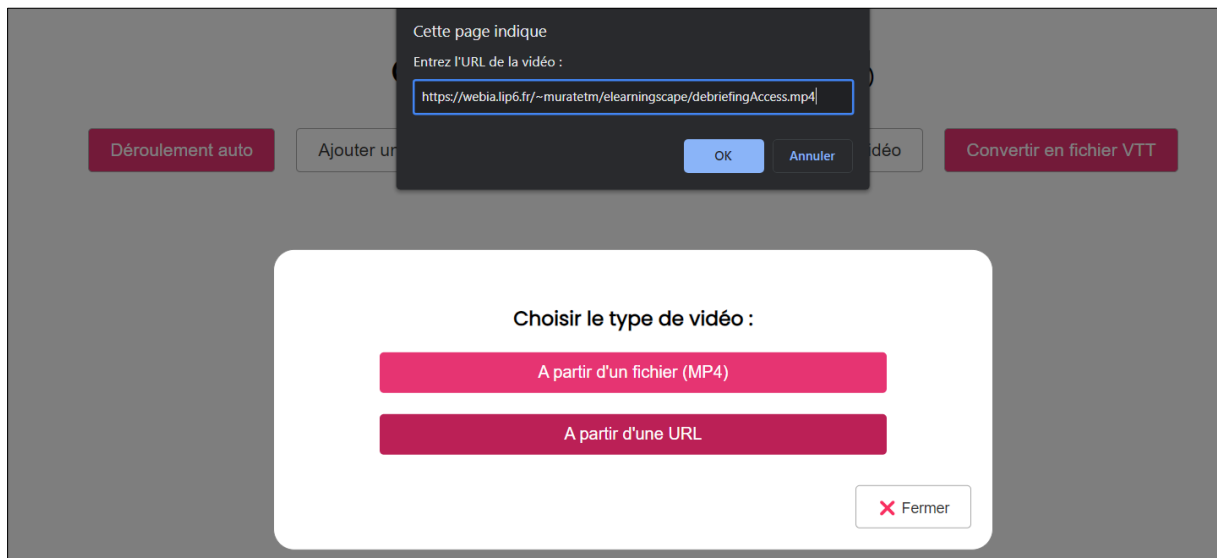 Cette page indique
Entrez l'URL de la vidéo :
https://webia.lip6.fr/~muratetm/elearningscape/debriefingAccess.mp4
OK Annuler
Déroulement auto Ajouter un idéo Convertir en fichier VTT
Choisir le type de vidéo :
A partir d'un fichier (MP4)
A partir d'une URL
Fermer